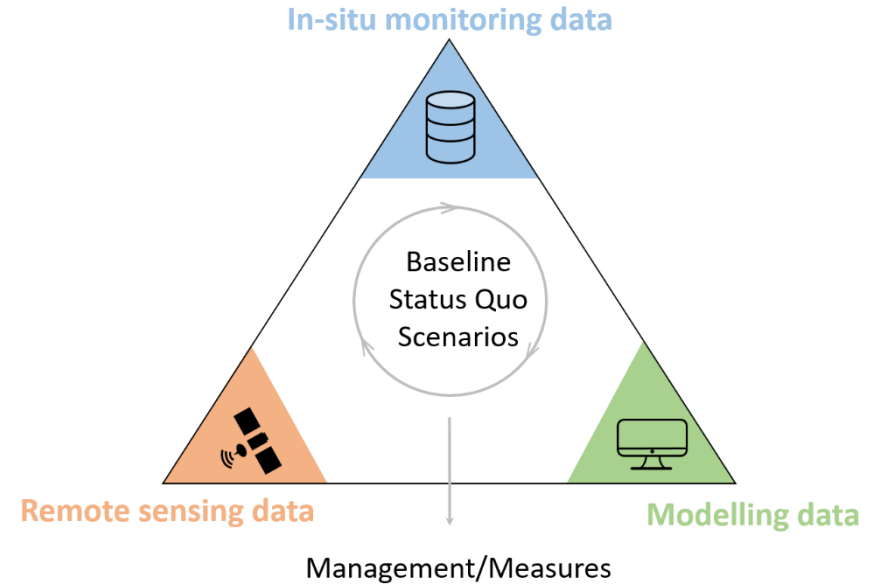 In-situ monitoring data
Baseline
Status Quo
Scenarios
Remote sensing data
Modelling data
Management/Measures